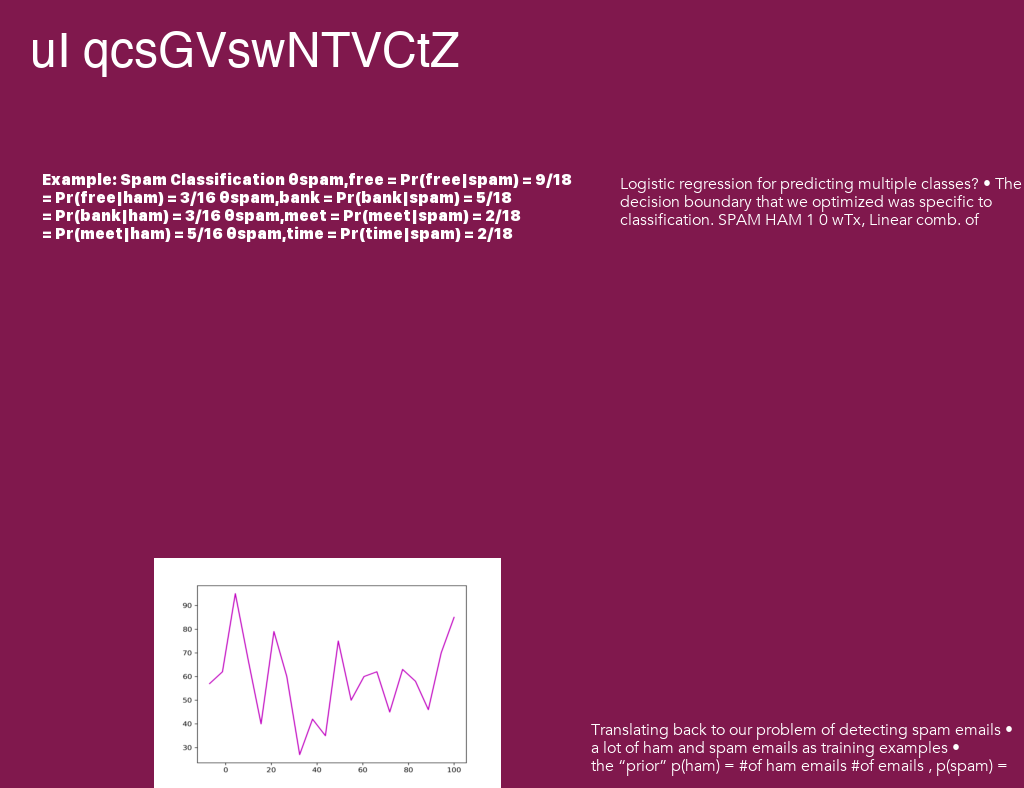 uI qcsGVswNTVCtZ
Example: Spam Classification θspam,free = Pr(free|spam) = 9/18
= Pr(free|ham) = 3/16 θspam,bank = Pr(bank|spam) = 5/18
= Pr(bank|ham) = 3/16 θspam,meet = Pr(meet|spam) = 2/18
= Pr(meet|ham) = 5/16 θspam,time = Pr(time|spam) = 2/18
Logistic regression for predicting multiple classes? • The
decision boundary that we optimized was specific to
classification. SPAM HAM 1 0 wTx, Linear comb. of
90
80
70
60
50
40
30
0 20 40 60 80 100
Translating back to our problem of detecting spam emails •
a lot of ham and spam emails as training examples •
the “prior” p(ham) = #of ham emails #of emails , p(spam) =